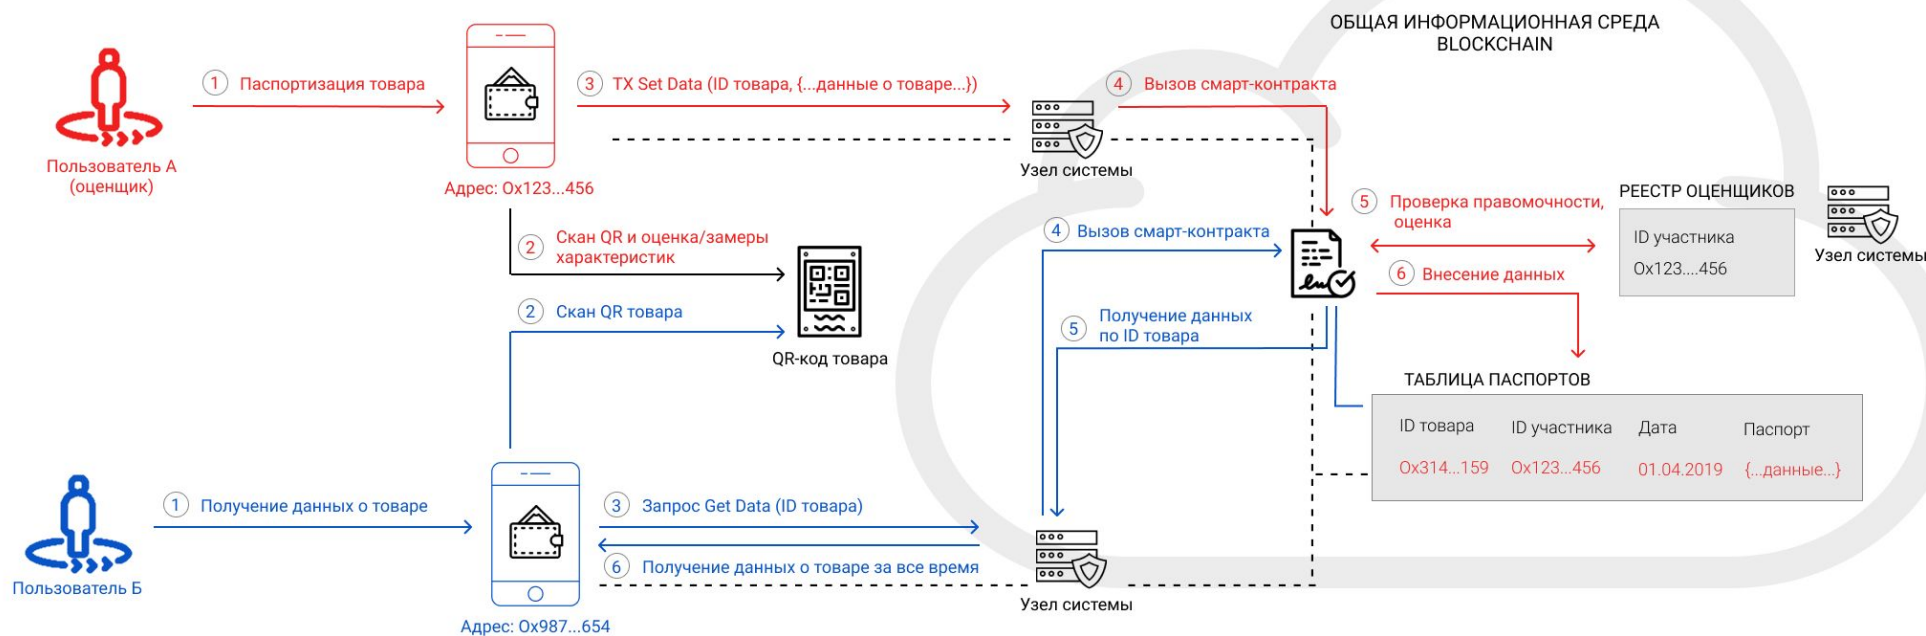 ОБЩАЯ ИНФОРМАЦИОННАЯ СРЕДА
BLOCKCHAIN
1 Паспортизация товара
3 TX Set Data (ID товара, {...данные о товаре...})
4 Вызов смарт-контракта
Пользователь А
(оценщик)
Адрес: 0x123...456
Узел системы
2 Скан QR и оценка/замеры
характеристик
5 Проверка правомочности,
оценка
РЕЕСТР ОЦЕНЩИКОВ
ID участника
0x123....456
Узел системы
4 Вызов смарт-контракта
6 Внесение данных
2 Скан QR товара
QR-код товара
5 Получение данных
по ID товара
ТАБЛИЦА ПАСПОРТОВ
ID товара ID участника Дата Паспорт
0x314...159 0x123...456 01.04.2019 {...данные...}
1 Получение данных о товаре
3 Запрос Get Data (ID товара)
6 Получение данных о товаре за все время
Пользователь Б
Узел системы
Адрес: 0x987...654